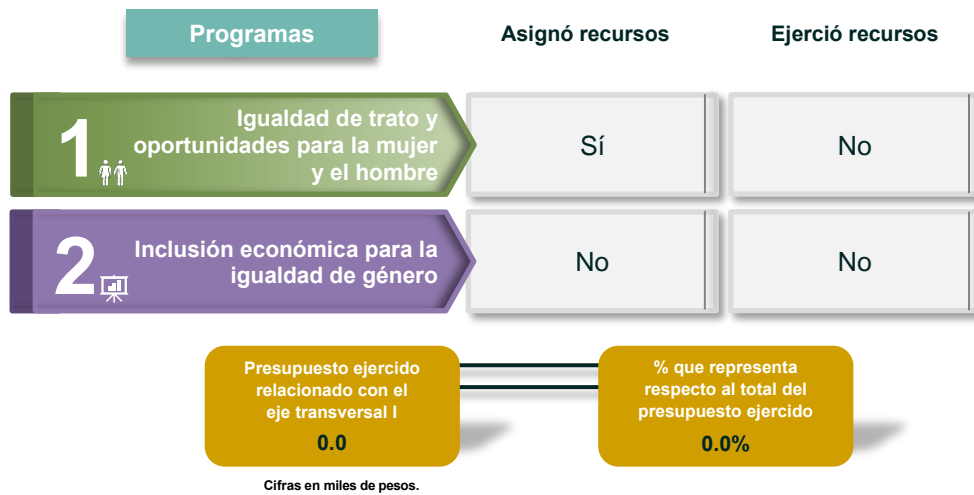 Programas
Asignó recursos
Ejerció recursos
1
Igualdad de trato y
oportunidades para la mujer
y el hombre
Sí
No
2
Inclusión económica para la
igualdad de género
No
No
Presupuesto ejercido
relacionado con el
eje transversal I
0.0
% que representa
respecto al total del
presupuesto ejercido
0.0%
Cifras en miles de pesos.